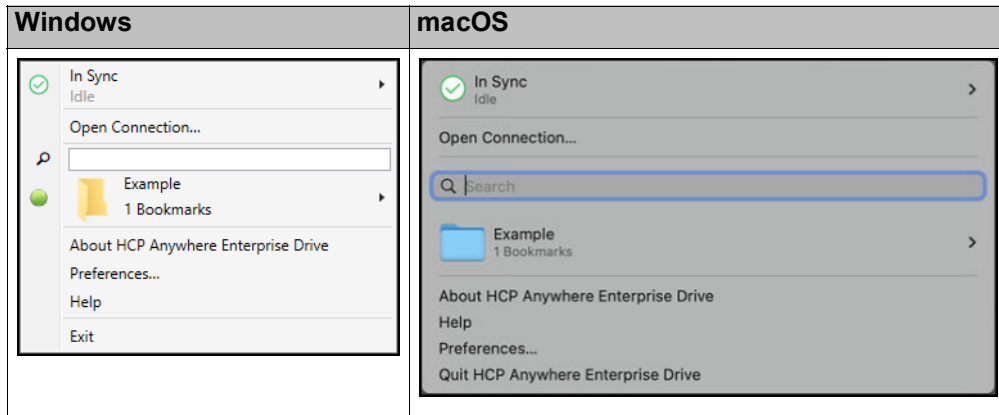 Windows
macOS
In Sync
Idle
Open Connection...
Example
1 Bookmarks
About HCP Anywhere Enterprise Drive
Preferences...
Help
Exit
In Sync
Idle
Open Connection...
Search
Example
1 Bookmarks
About HCP Anywhere Enterprise Drive
Help
Preferences...
Quit HCP Anywhere Enterprise Drive